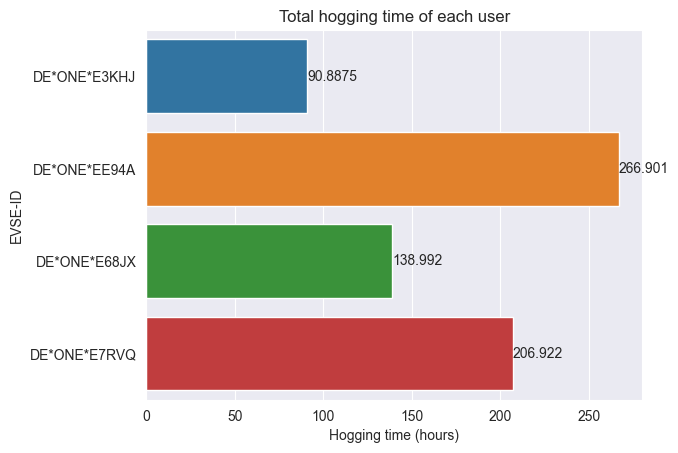 Total hogging time of each user
EVSE-ID
DE*ONE*E3KHJ
90.8875
DE*ONE*EE94A
266.901
DE*ONE*E68JX
138.992
DE*ONE*E7RVQ
206.922
0 50 100 150 200 250
Hogging time (hours)